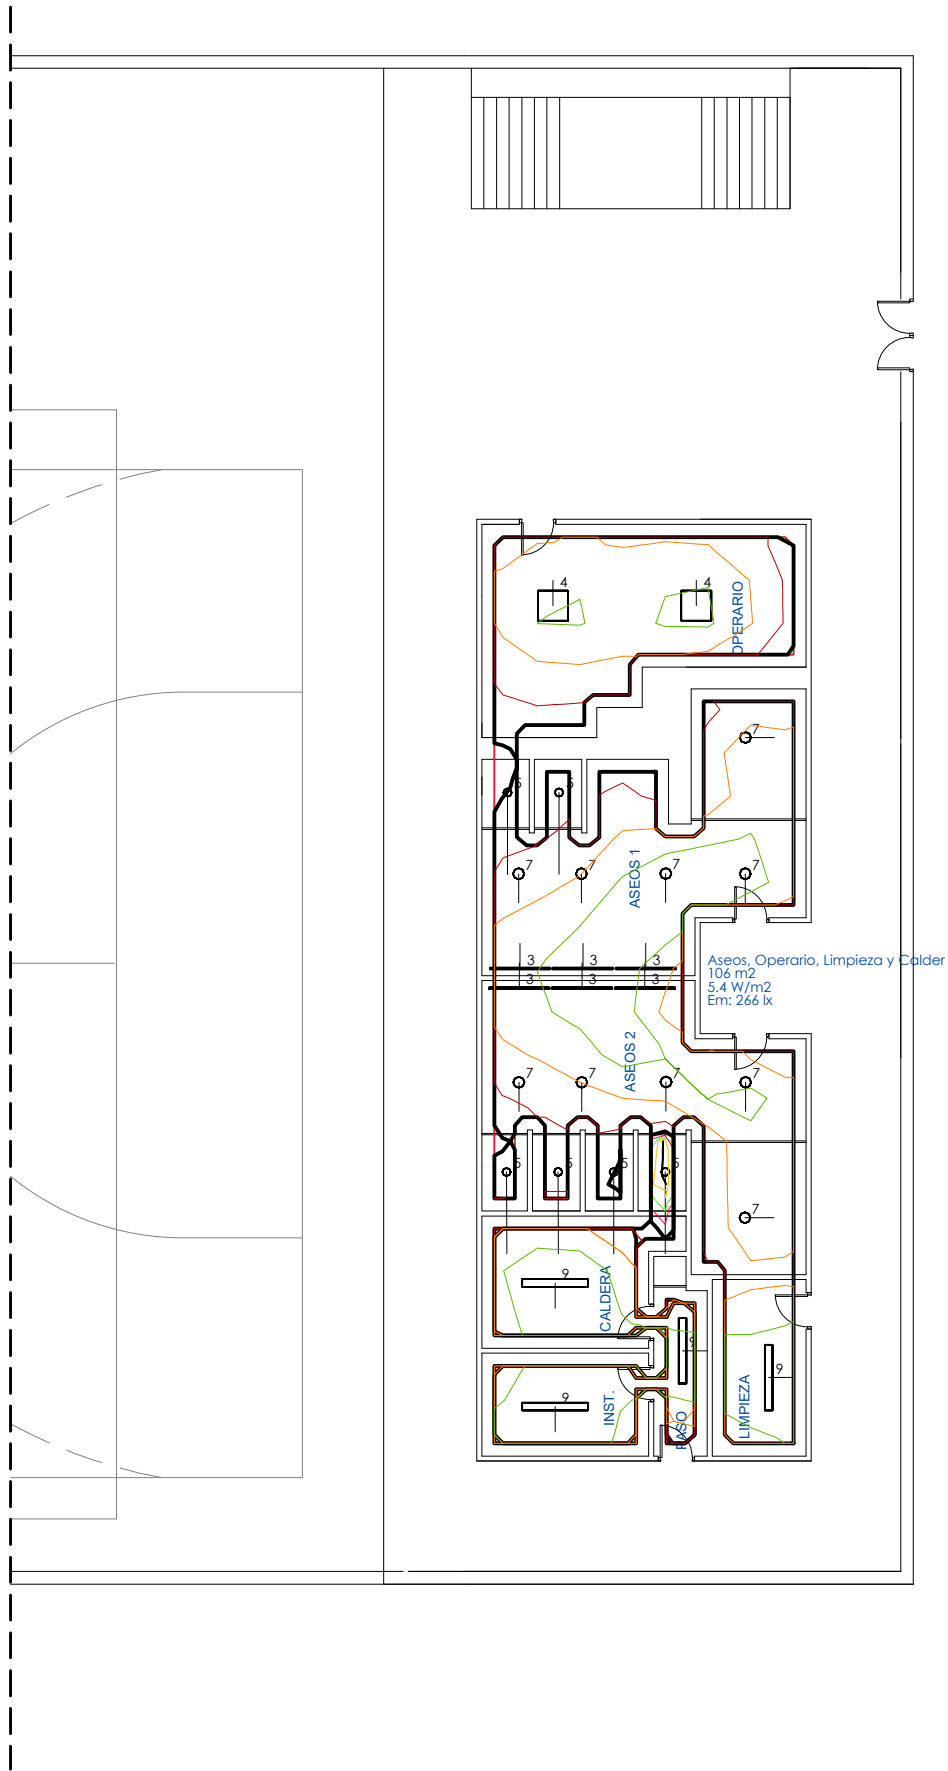 4
4
OPERARIO
7
5
5
7
7
7
7
ASEOS 1
3
3
3
Aseos, Operario, Limpieza y Calder
106 m2
5.4 W/m2
Em: 266 lx
3
3
3
ASEOS 2
7
7
7
7
5
5
5
5
7
9
CALDERA
9
9
9
INST.
PASO
LIMPIEZA